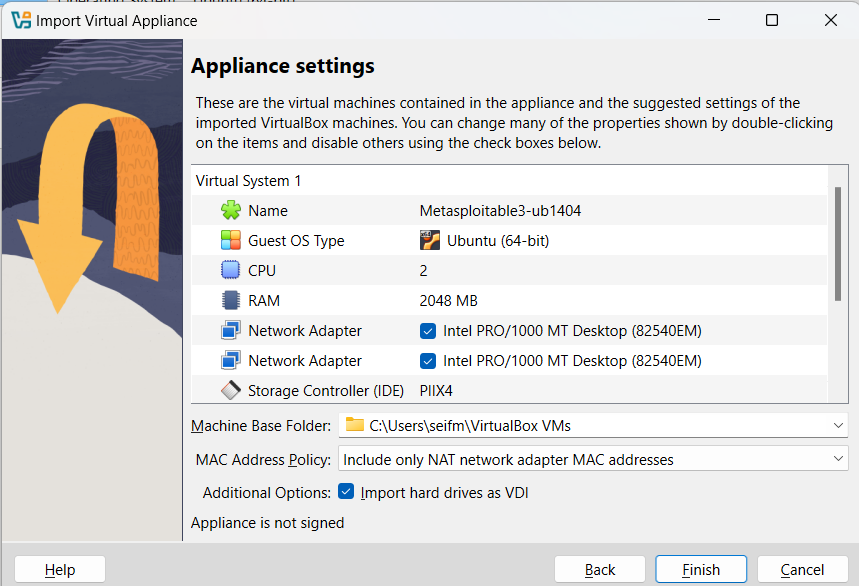 Import Virtual Appliance
Appliance settings
These are the virtual machines contained in the appliance and the suggested settings of the
imported VirtualBox machines. You can change many of the properties shown by double-clicking
on the items and disable others using the check boxes below.
Virtual System 1
Name Metasploitable3-ub1404
Guest OS Type Ubuntu (64-bit)
CPU 2
RAM 2048 MB
Network Adapter Intel PRO/1000 MT Desktop (82540EM)
Network Adapter Intel PRO/1000 MT Desktop (82540EM)
Storage Controller (IDE) PIIX4
Machine Base Folder: C:\Users\seifm\VirtualBox VMs
MAC Address Policy: Include only NAT network adapter MAC addresses
Additional Options: Import hard drives as VDI
Appliance is not signed
Help Back Finish Cancel